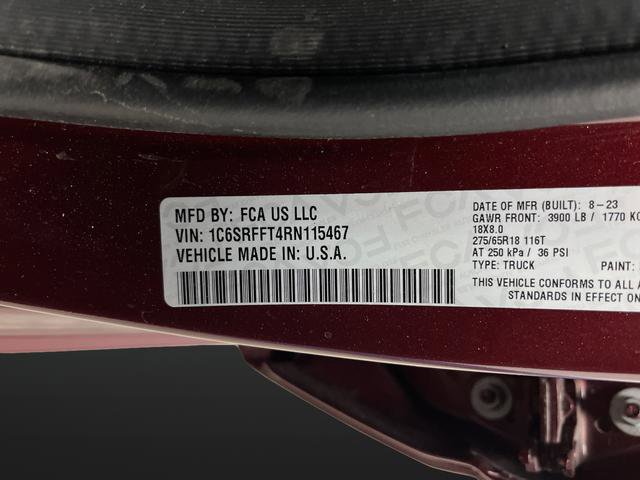 MFD BY: FCA US LLC
VIN: 1C6SRFFT4RN115467
VEHICLE MADE IN: U.S.A.
DATE OF MFR (BUILT): 8-23
GAWR FRONT: 3900 LB / 1770 KG
18X8.0
275/65R18 116T
AT 250 kPa / 36 PSI
TYPE: TRUCK PAINT:
THIS VEHICLE CONFORMS TO ALL
STANDARDS IN EFFECT ON